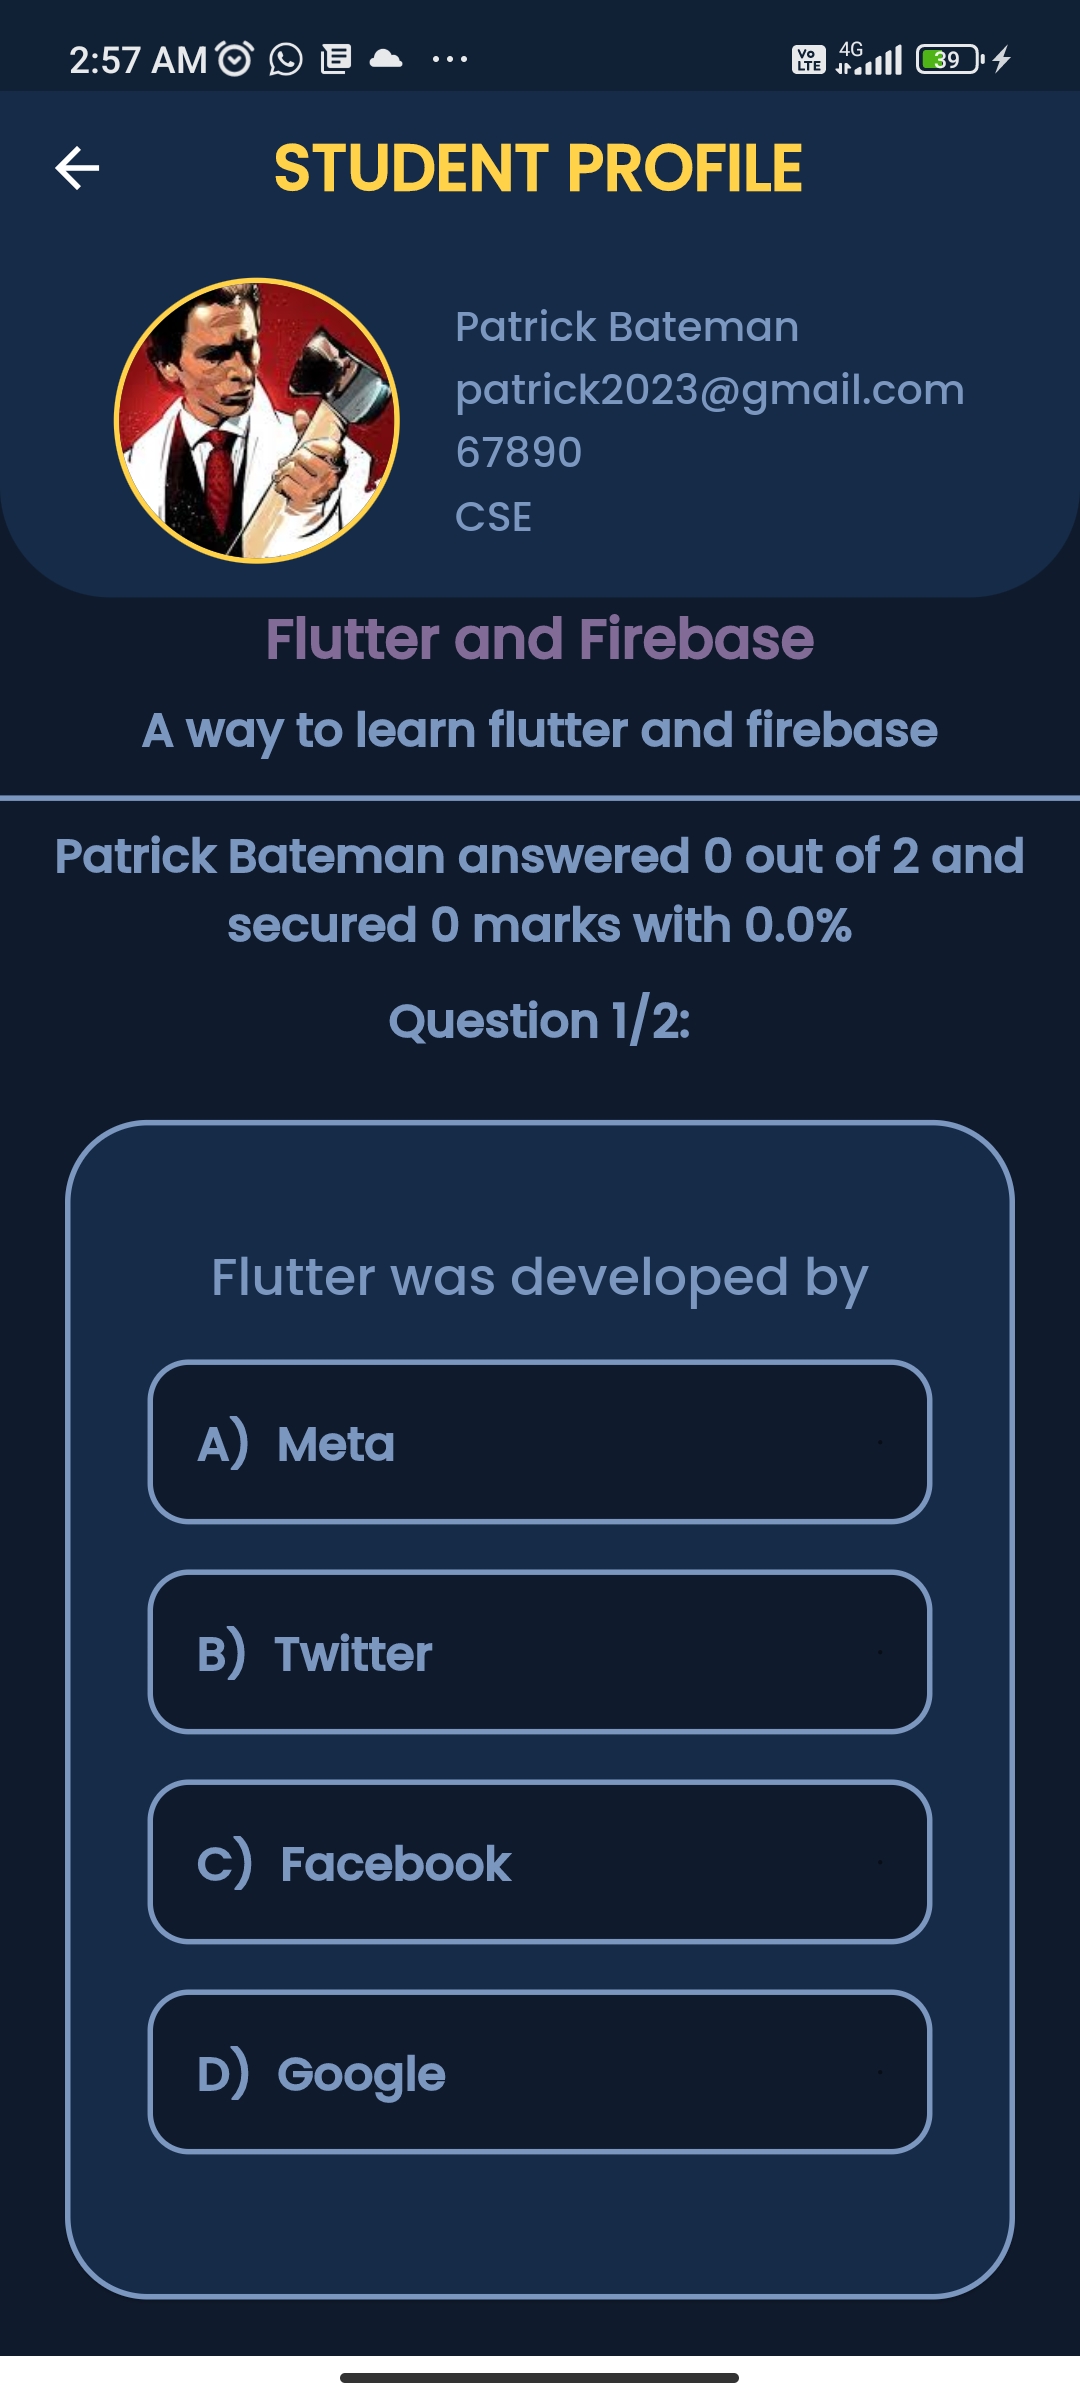 2:57 AM
Vo LTE 4G 39
STUDENT PROFILE
Patrick Bateman
patrick2023@gmail.com
67890
CSE
Flutter and Firebase
A way to learn flutter and firebase
Patrick Bateman answered 0 out of 2 and
secured 0 marks with 0.0%
Question 1/2:
Flutter was developed by
A) Meta
B) Twitter
C) Facebook
D) Google